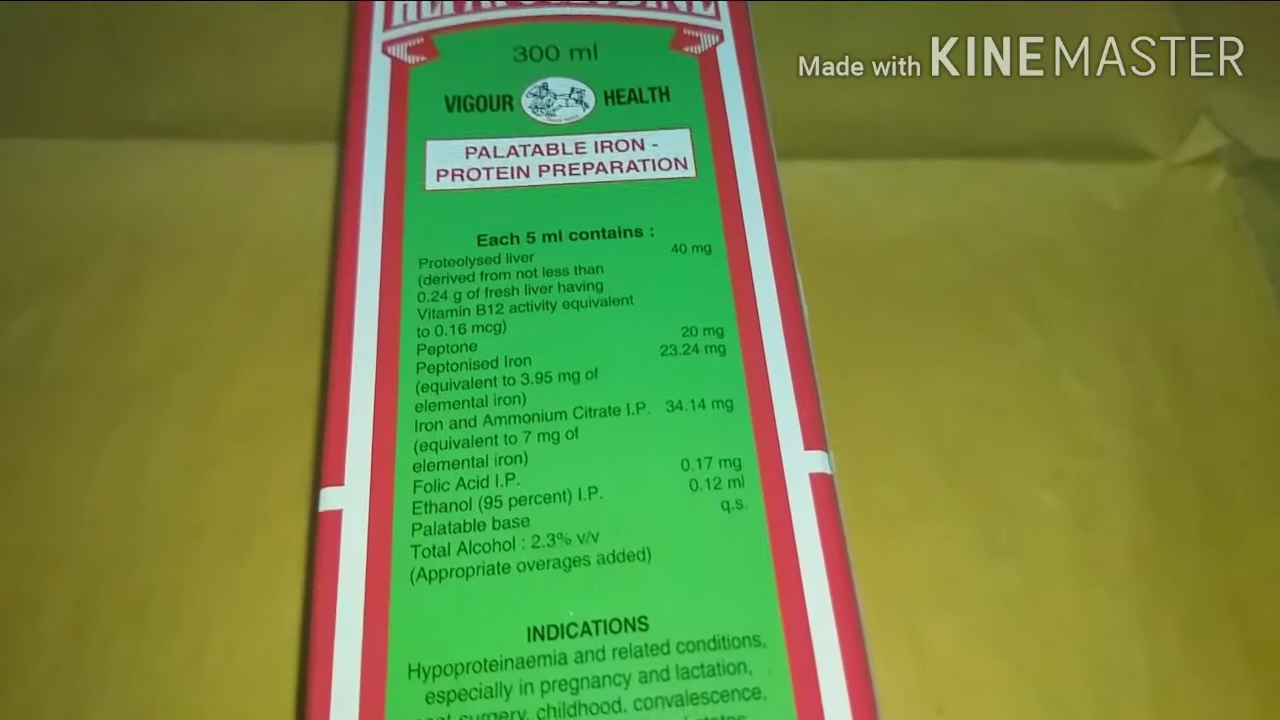 300 ml
Made with KINEMASTER
VIGOUR HEALTH
PALATABLE IRON -
PROTEIN PREPARATION
Each 5 ml contains :
Proteolysed liver 40 mg
(derived from not less than
0.24 g of fresh liver having
Vitamin B12 activity equivalent
to 0.16 mcg)
Peptone 20 mg
Peptonised Iron 23.24 mg
(equivalent to 3.95 mg of
elemental iron)
Iron and Ammonium Citrate I.P. 34.14 mg
(equivalent to 7 mg of
elemental iron)
Folic Acid I.P. 0.17 mg
Ethanol (95 percent) I.P. 0.12 ml
Palatable base q.s.
Total Alcohol : 2.3% v/v
(Appropriate overages added)
INDICATIONS
Hypoproteinaemia and related conditions,
especially in pregnancy and lactation,
surgery, childhood, convalescence,